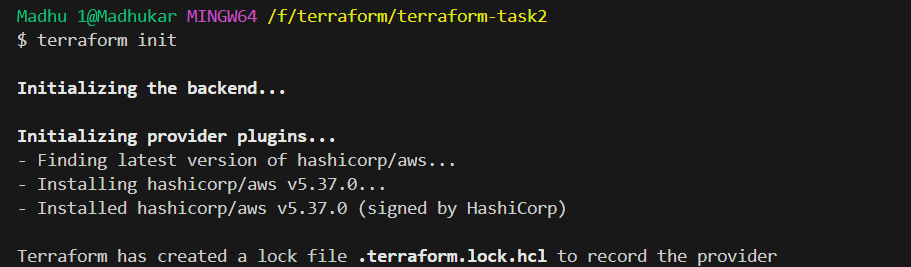 Madhu 1@Madhukar MINGW64 /f/terraform/terraform-task2
$ terraform init
Initializing the backend...
Initializing provider plugins...
- Finding latest version of hashicorp/aws...
- Installing hashicorp/aws v5.37.0...
- Installed hashicorp/aws v5.37.0 (signed by HashiCorp)
Terraform has created a lock file .terraform.lock.hcl to record the provider